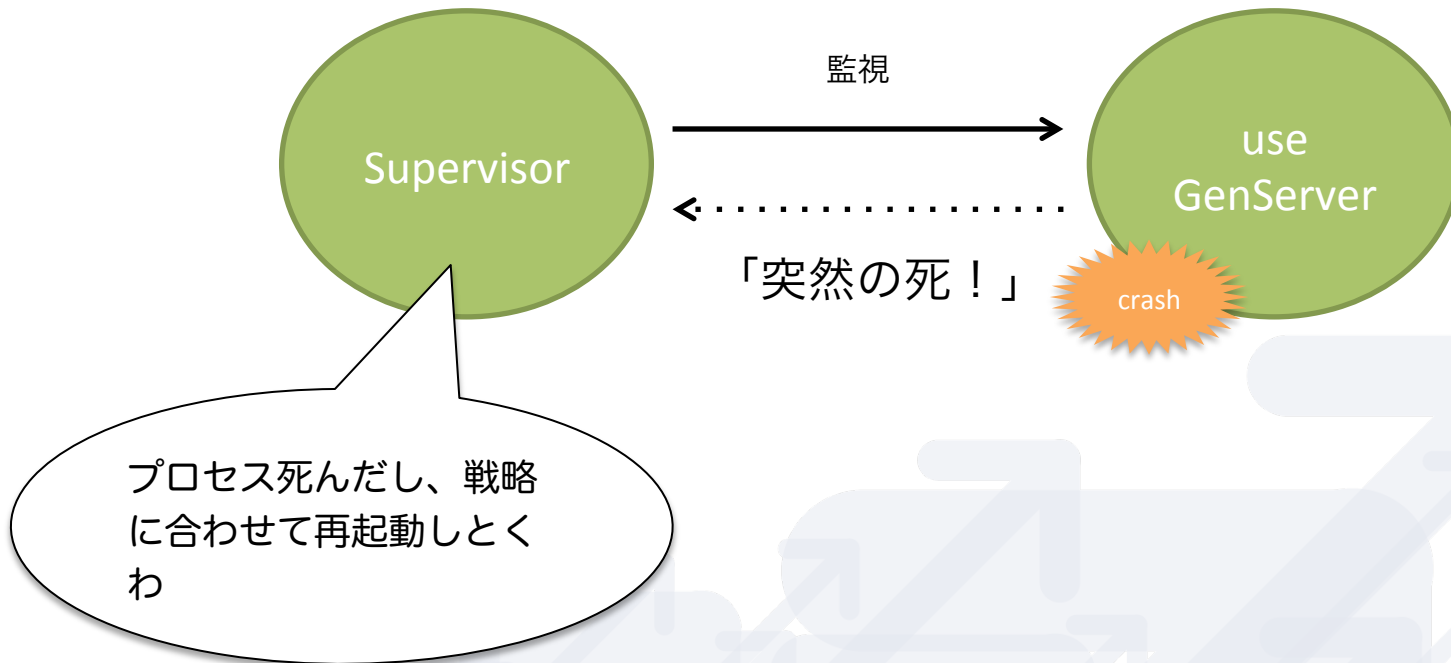 監視
Supervisor
use
GenServer
「突然の死！」
crash
プロセス死んだし、戦略
に合わせて再起動しとく
わ